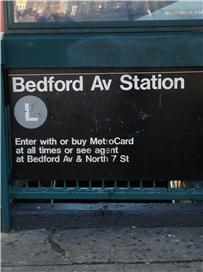 Bedford Av Station
L
Enter with or buy MetroCard
at all times or see agent
at Bedford Av & North 7 St